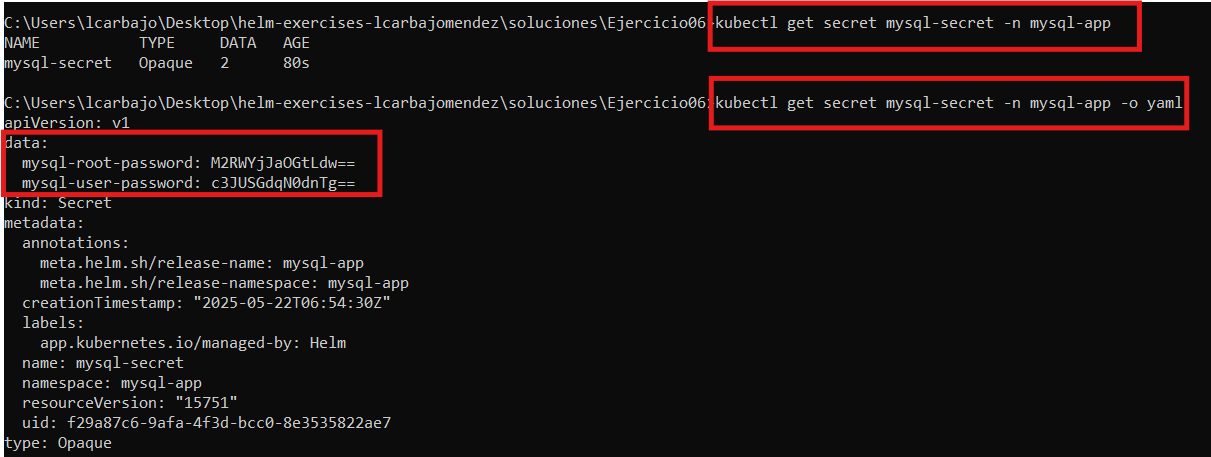 C:\Users\lcarbajo\Desktop\helm-exercises-lcarbajomendez\soluciones\Ejercicio06>kubectl get secret mysql-secret -n mysql-app
NAME           TYPE     DATA   AGE
mysql-secret   Opaque   2      80s
C:\Users\lcarbajo\Desktop\helm-exercises-lcarbajomendez\soluciones\Ejercicio06>kubectl get secret mysql-secret -n mysql-app -o yaml
apiVersion: v1
data:
  mysql-root-password: M2RWYjJaOGtLdw==
  mysql-user-password: c3JUSGdqN0dnTg==
kind: Secret
metadata:
  annotations:
    meta.helm.sh/release-name: mysql-app
    meta.helm.sh/release-namespace: mysql-app
  creationTimestamp: "2025-05-22T06:54:30Z"
  labels:
    app.kubernetes.io/managed-by: Helm
  name: mysql-secret
  namespace: mysql-app
  resourceVersion: "15751"
  uid: f29a87c6-9afa-4f3d-bcc0-8e3535822ae7
type: Opaque